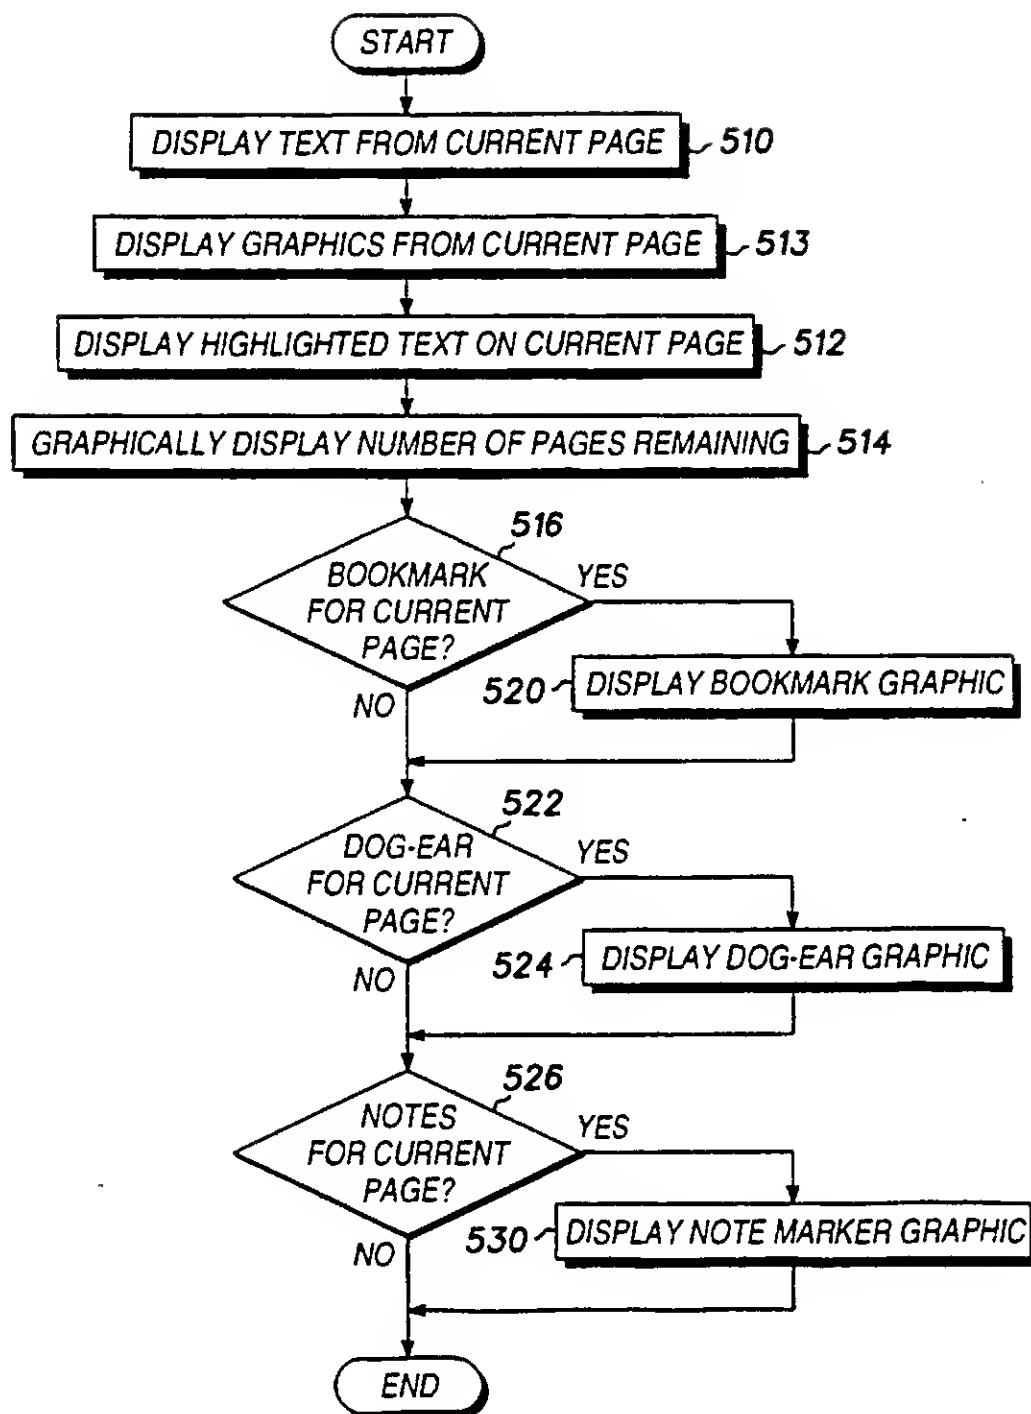 START
DISPLAY TEXT FROM CURRENT PAGE 510
DISPLAY GRAPHICS FROM CURRENT PAGE 513
DISPLAY HIGHLIGHTED TEXT ON CURRENT PAGE 512
GRAPHICALLY DISPLAY NUMBER OF PAGES REMAINING 514
516
BOOKMARK
FOR CURRENT
PAGE?
YES
NO
520 DISPLAY BOOKMARK GRAPHIC
522
DOG-EAR
FOR CURRENT
PAGE?
YES
NO
524 DISPLAY DOG-EAR GRAPHIC
526
NOTES
FOR CURRENT
PAGE?
YES
NO
530 DISPLAY NOTE MARKER GRAPHIC
END